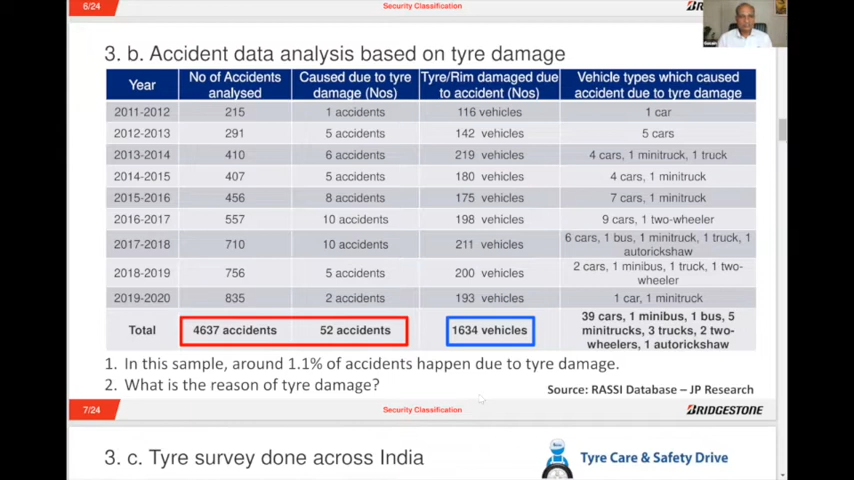 6/24
Security Classification
3. b. Accident data analysis based on tyre damage
Year No of Accidents analysed Caused due to tyre damage (Nos) Tyre/Rim damaged due to accident (Nos) Vehicle types which caused accident due to tyre damage
2011-2012 215 1 accidents 116 vehicles 1 car
2012-2013 291 5 accidents 142 vehicles 5 cars
2013-2014 410 6 accidents 219 vehicles 4 cars, 1 minitruck, 1 truck
2014-2015 407 5 accidents 180 vehicles 4 cars, 1 minitruck
2015-2016 456 8 accidents 175 vehicles 7 cars, 1 minitruck
2016-2017 557 10 accidents 198 vehicles 9 cars, 1 two-wheeler
2017-2018 710 10 accidents 211 vehicles 6 cars, 1 bus, 1 minitruck, 1 truck, 1 autorickshaw
2018-2019 756 5 accidents 200 vehicles 2 cars, 1 minibus, 1 truck, 1 two-wheeler
2019-2020 835 2 accidents 193 vehicles 1 car, 1 minitruck
Total 4637 accidents 52 accidents 1634 vehicles 39 cars, 1 minibus, 1 bus, 5 minitrucks, 3 trucks, 2 two-wheelers, 1 autorickshaw
1. In this sample, around 1.1% of accidents happen due to tyre damage.
2. What is the reason of tyre damage?
Source: RASSI Database – JP Research
7/24
Security Classification
BRIDGESTONE
3. c. Tyre survey done across India
Tyre Care & Safety Drive